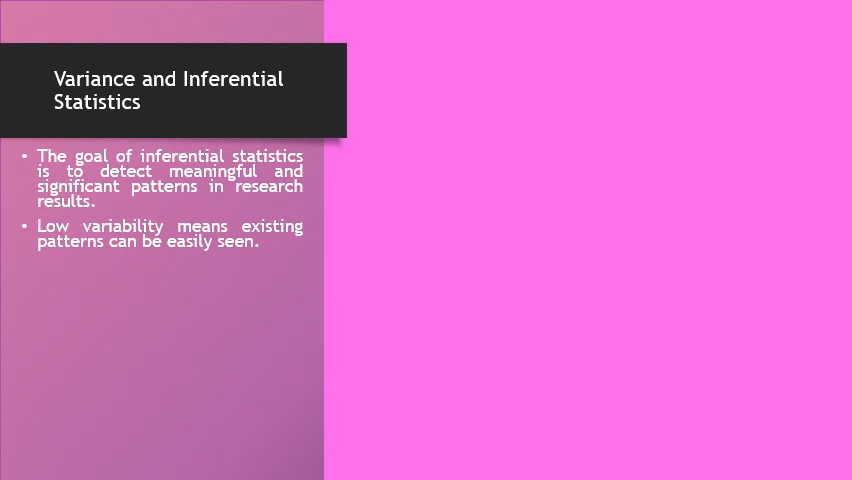 Variance and Inferential
Statistics
• The goal of inferential statistics
is to detect meaningful and
significant patterns in research
results.
• Low variability means existing
patterns can be easily seen.